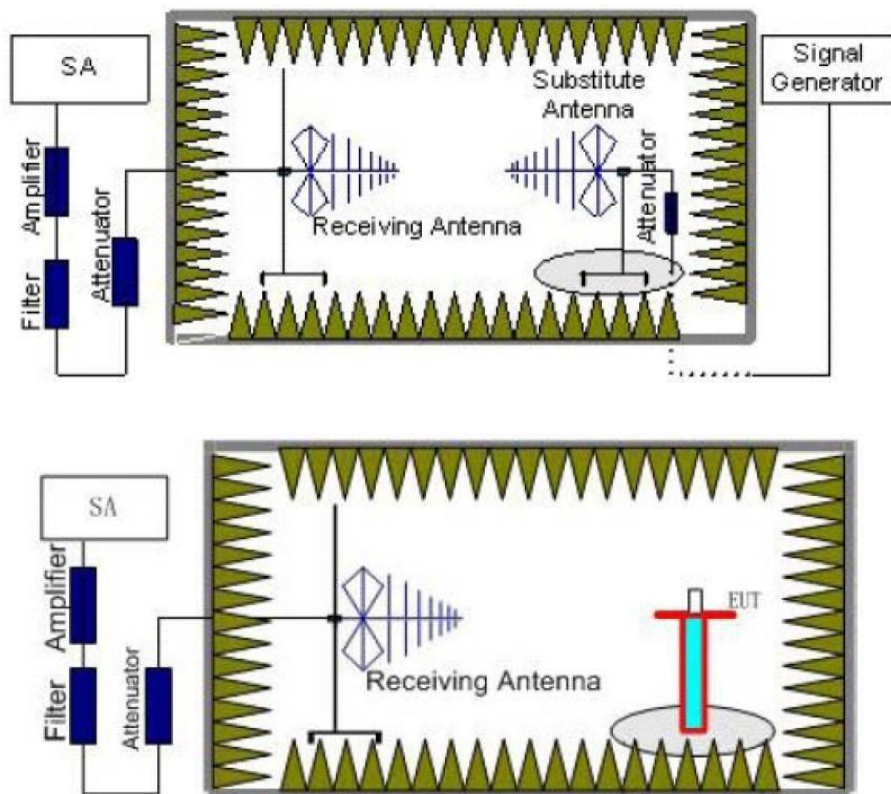 SA
Signal
Generator
Substitute
Antenna
Amplifier
Attenuator
Attenuator
Receiving Antenna
Filter
SA
Amplifier
EUT
Receiving Antenna
Filter
Attenuator